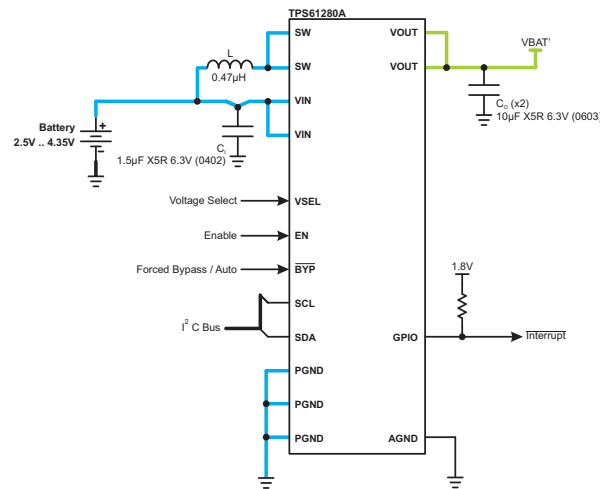 TPS61280A
SW
VOUT
VBAT'
L
SW
VOUT
0.47µH
VIN
Battery
2.5V .. 4.35V
+
-
VIN
Cᵢ
1.5µF X5R 6.3V (0402)
Cₒ (x2)
10µF X5R 6.3V (0603)
Voltage Select
VSEL
Enable
EN
Forced Bypass / Auto
BYP
1.8V
SCL
I² C Bus
SDA
GPIO
Interrupt
PGND
PGND
PGND
AGND